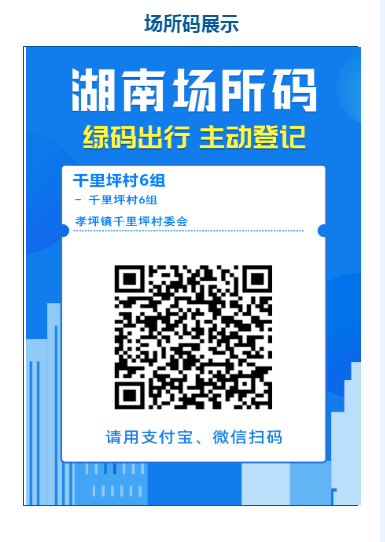 场所码展示
湖南场所码
绿码出行 主动登记
千里坪村6组
- 千里坪村6组
孝坪镇千里坪村委会
请用支付宝、微信扫码